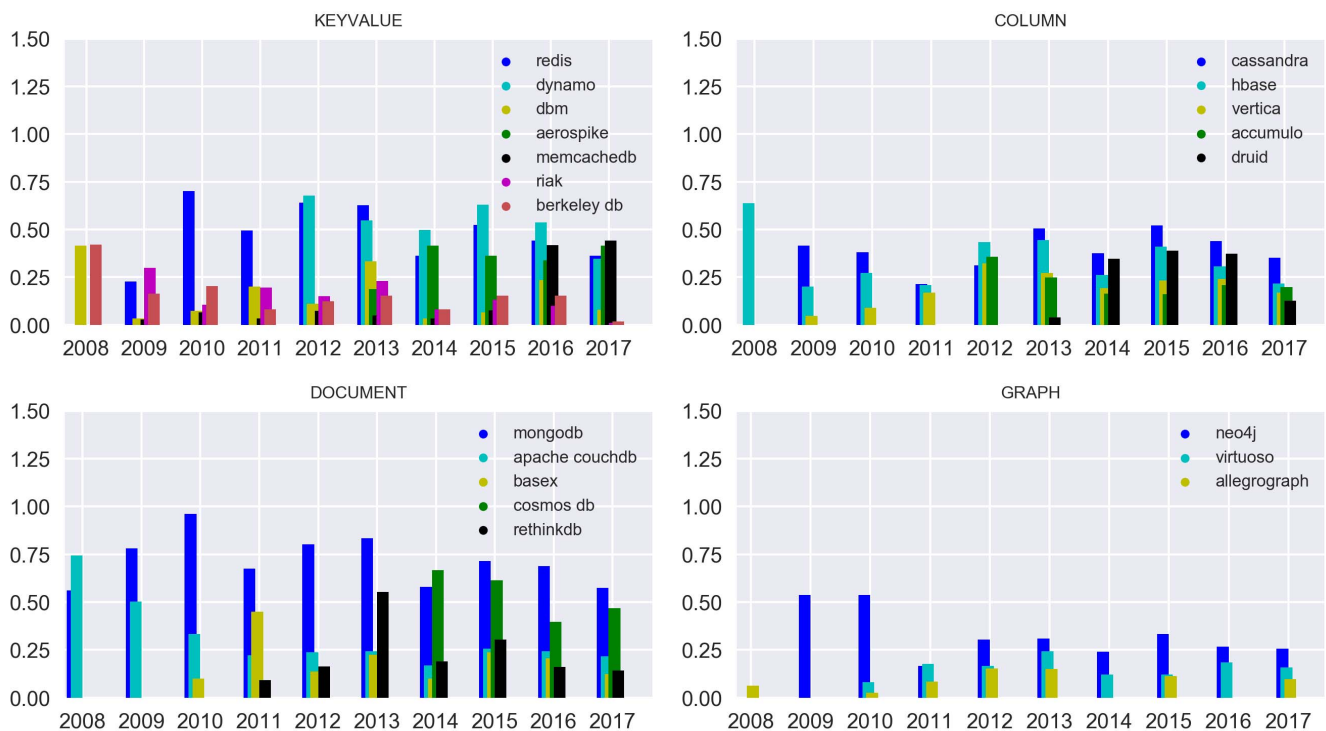 KEYVALUE
1.50
1.25
1.00
0.75
0.50
0.25
0.00
redis
dynamo
dbm
aerospike
memcachedb
riak
berkeley db
2008 2009 2010 2011 2012 2013 2014 2015 2016 2017
COLUMN
1.50
1.25
1.00
0.75
0.50
0.25
0.00
cassandra
hbase
vertica
accumulo
druid
2008 2009 2010 2011 2012 2013 2014 2015 2016 2017
DOCUMENT
1.50
1.25
1.00
0.75
0.50
0.25
0.00
mongodb
apache couchdb
basex
cosmos db
rethinkdb
2008 2009 2010 2011 2012 2013 2014 2015 2016 2017
GRAPH
1.50
1.25
1.00
0.75
0.50
0.25
0.00
neo4j
virtuoso
allegrograph
2008 2009 2010 2011 2012 2013 2014 2015 2016 2017